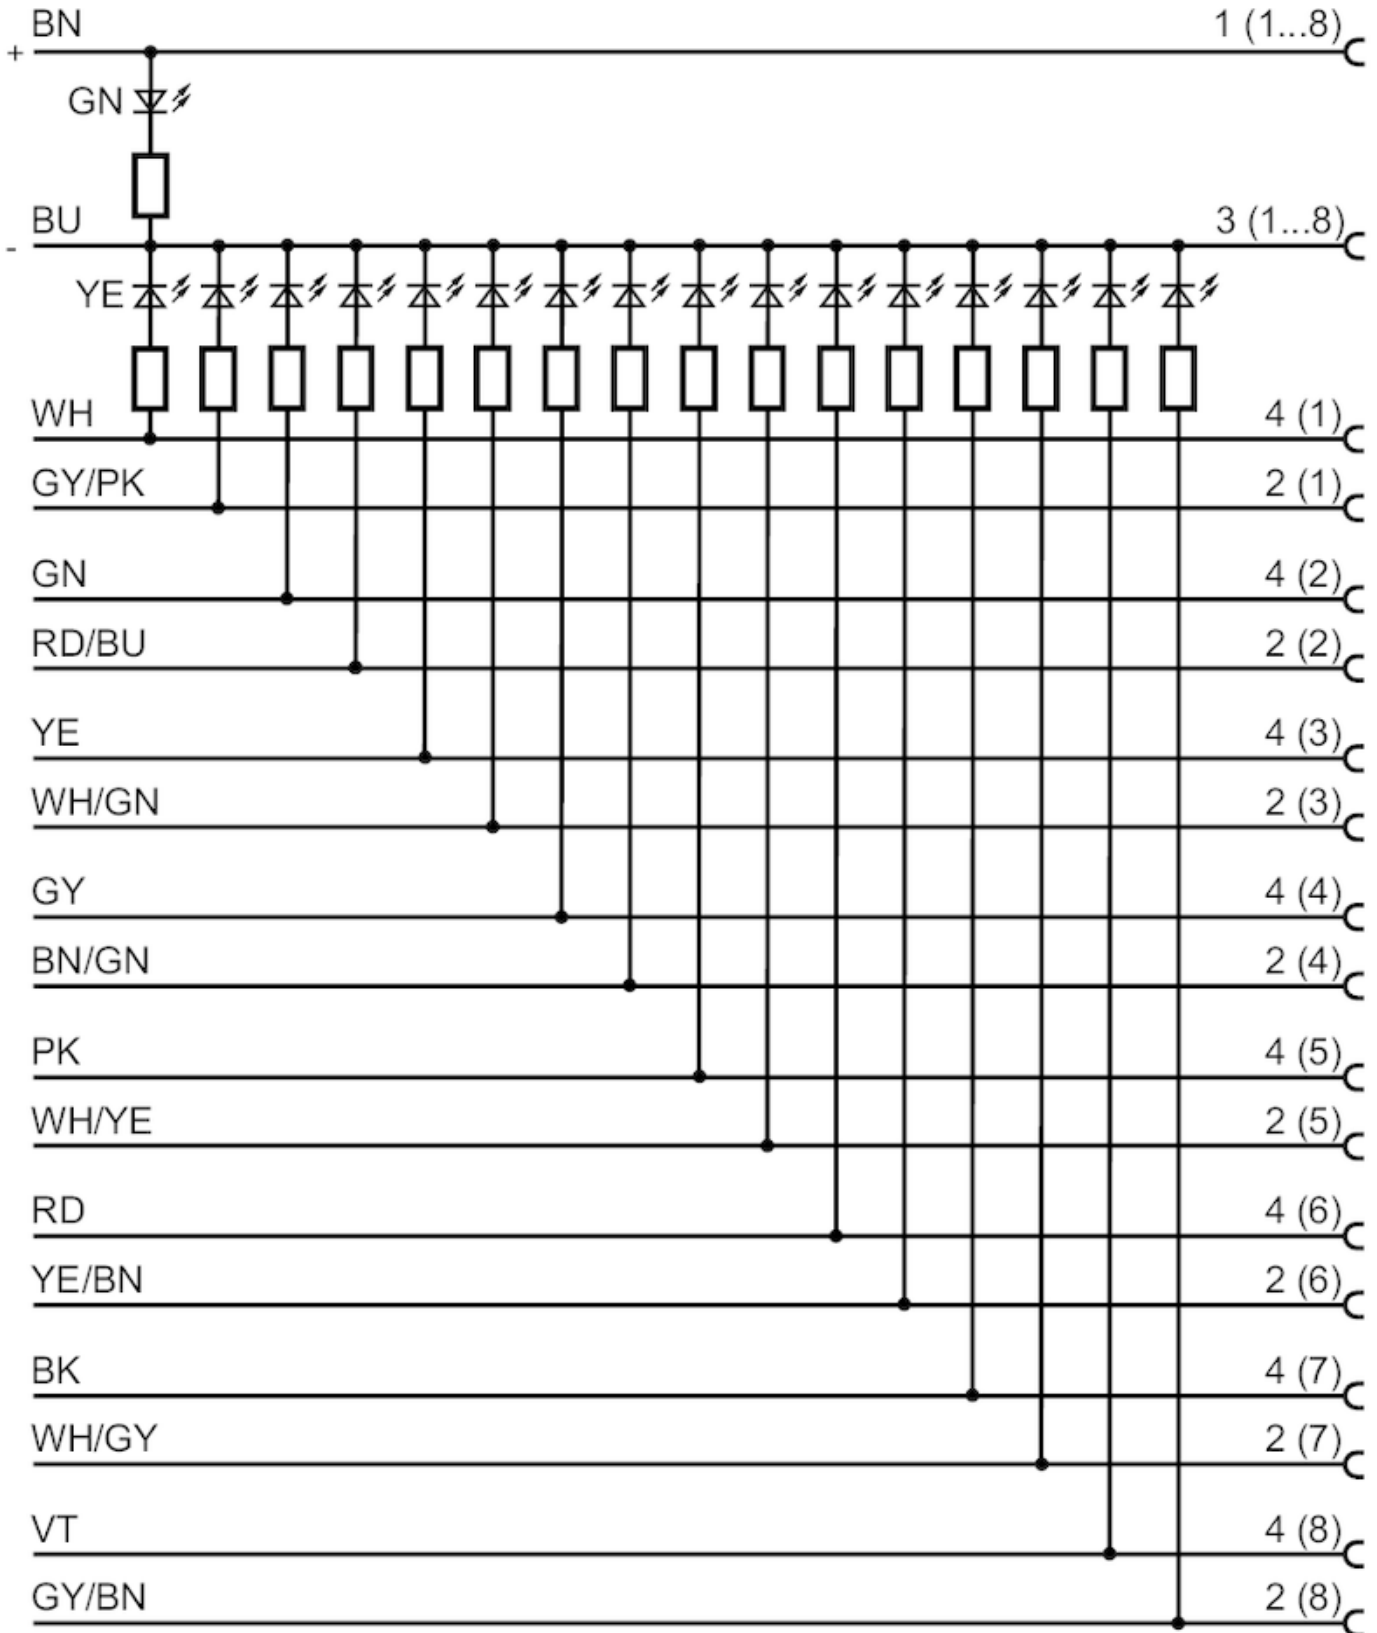 BN 1 (1...8)
+
GN
BU 3 (1...8)
-
YE
WH 4 (1)
GY/PK 2 (1)
GN 4 (2)
RD/BU 2 (2)
YE 4 (3)
WH/GN 2 (3)
GY 4 (4)
BN/GN 2 (4)
PK 4 (5)
WH/YE 2 (5)
RD 4 (6)
YE/BN 2 (6)
BK 4 (7)
WH/GY 2 (7)
VT 4 (8)
GY/BN 2 (8)